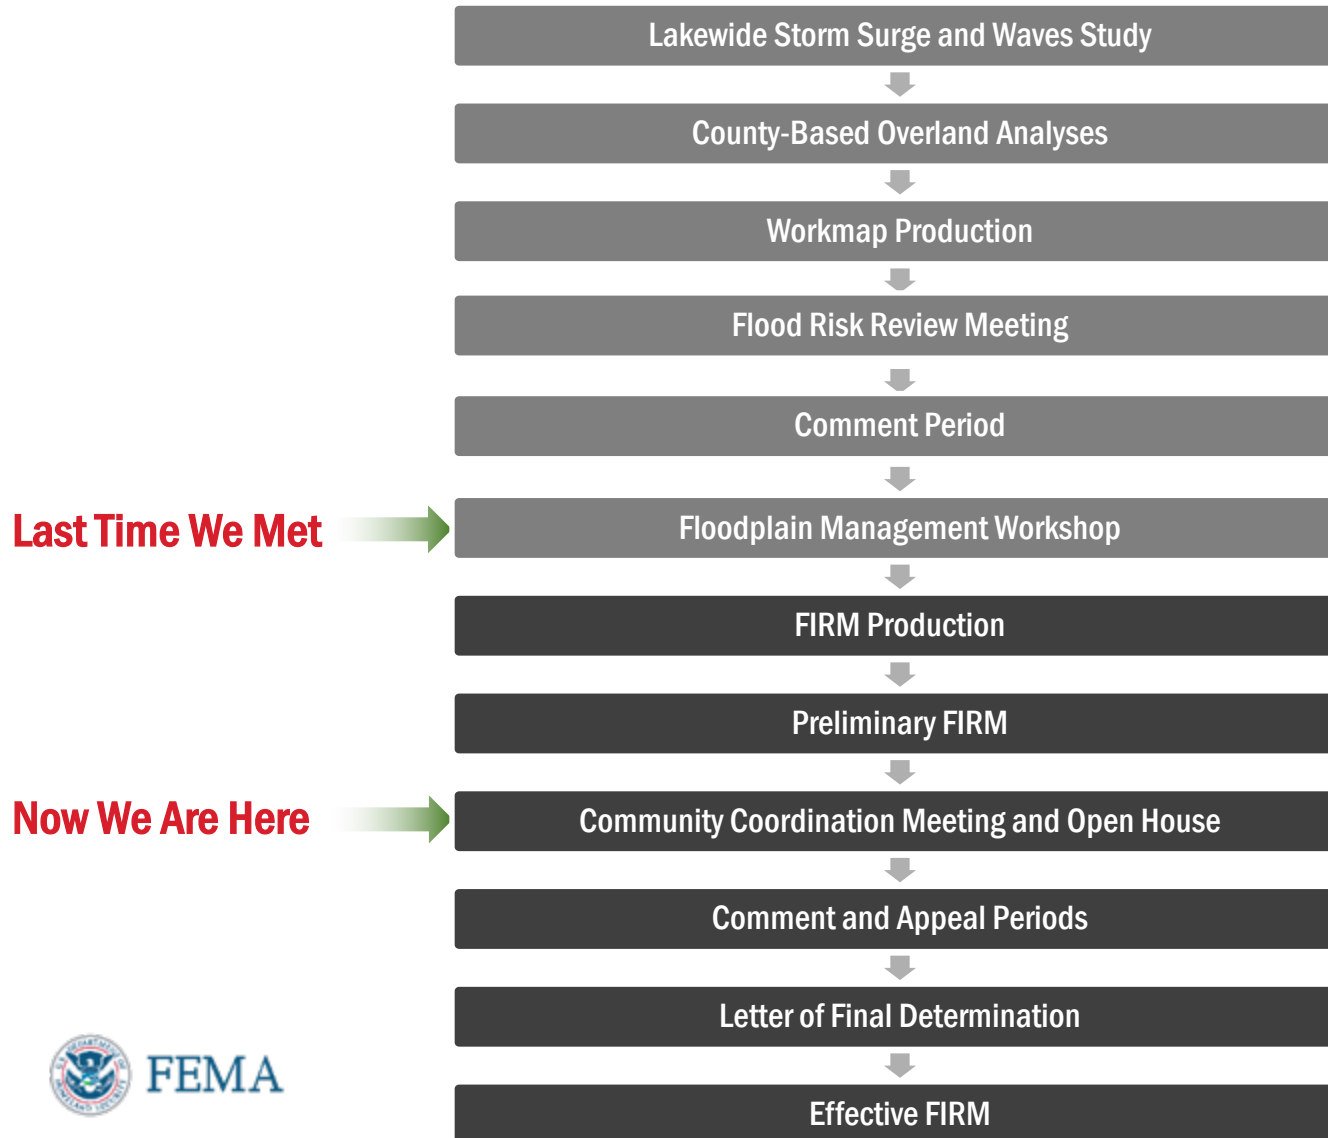 Lakewide Storm Surge and Waves Study
County-Based Overland Analyses
Workmap Production
Flood Risk Review Meeting
Comment Period
Last Time We Met
Floodplain Management Workshop
FIRM Production
Preliminary FIRM
Now We Are Here
Community Coordination Meeting and Open House
Comment and Appeal Periods
Letter of Final Determination
FEMA
Effective FIRM